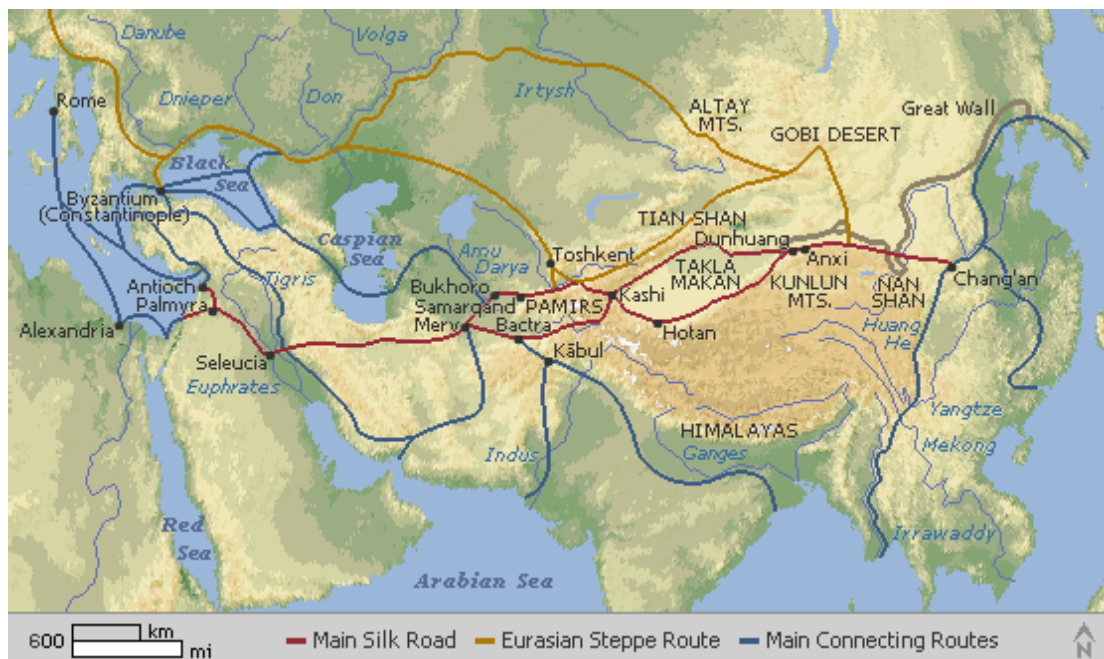 Danube
Volga
Rome
Dnieper
Don
Irtysh
ALTAY
MTS.
Great Wall
GOBI DESERT
Black
Sea
Byzantium
(Constantinople)
TIAN SHAN
Dunhuang
Caspian
Sea
Amu
Darya
Toshkent
Anxi
Tigris
TAKLA
MAKAN
KUNLUN
MTS.
NAN
SHAN
Chang'an
Antioch
Palmyra
Bukhoro
Samarqand
PAMIRS
Kashi
Alexandria
Merv
Bactra
Hotan
Huang
He
Seleucia
Kābul
Euphrates
Yangtze
HIMALAYAS
Mekong
Indus
Ganges
Red
Sea
Irrawaddy
Arabian Sea
600 km
mi
Main Silk Road
Eurasian Steppe Route
Main Connecting Routes
N